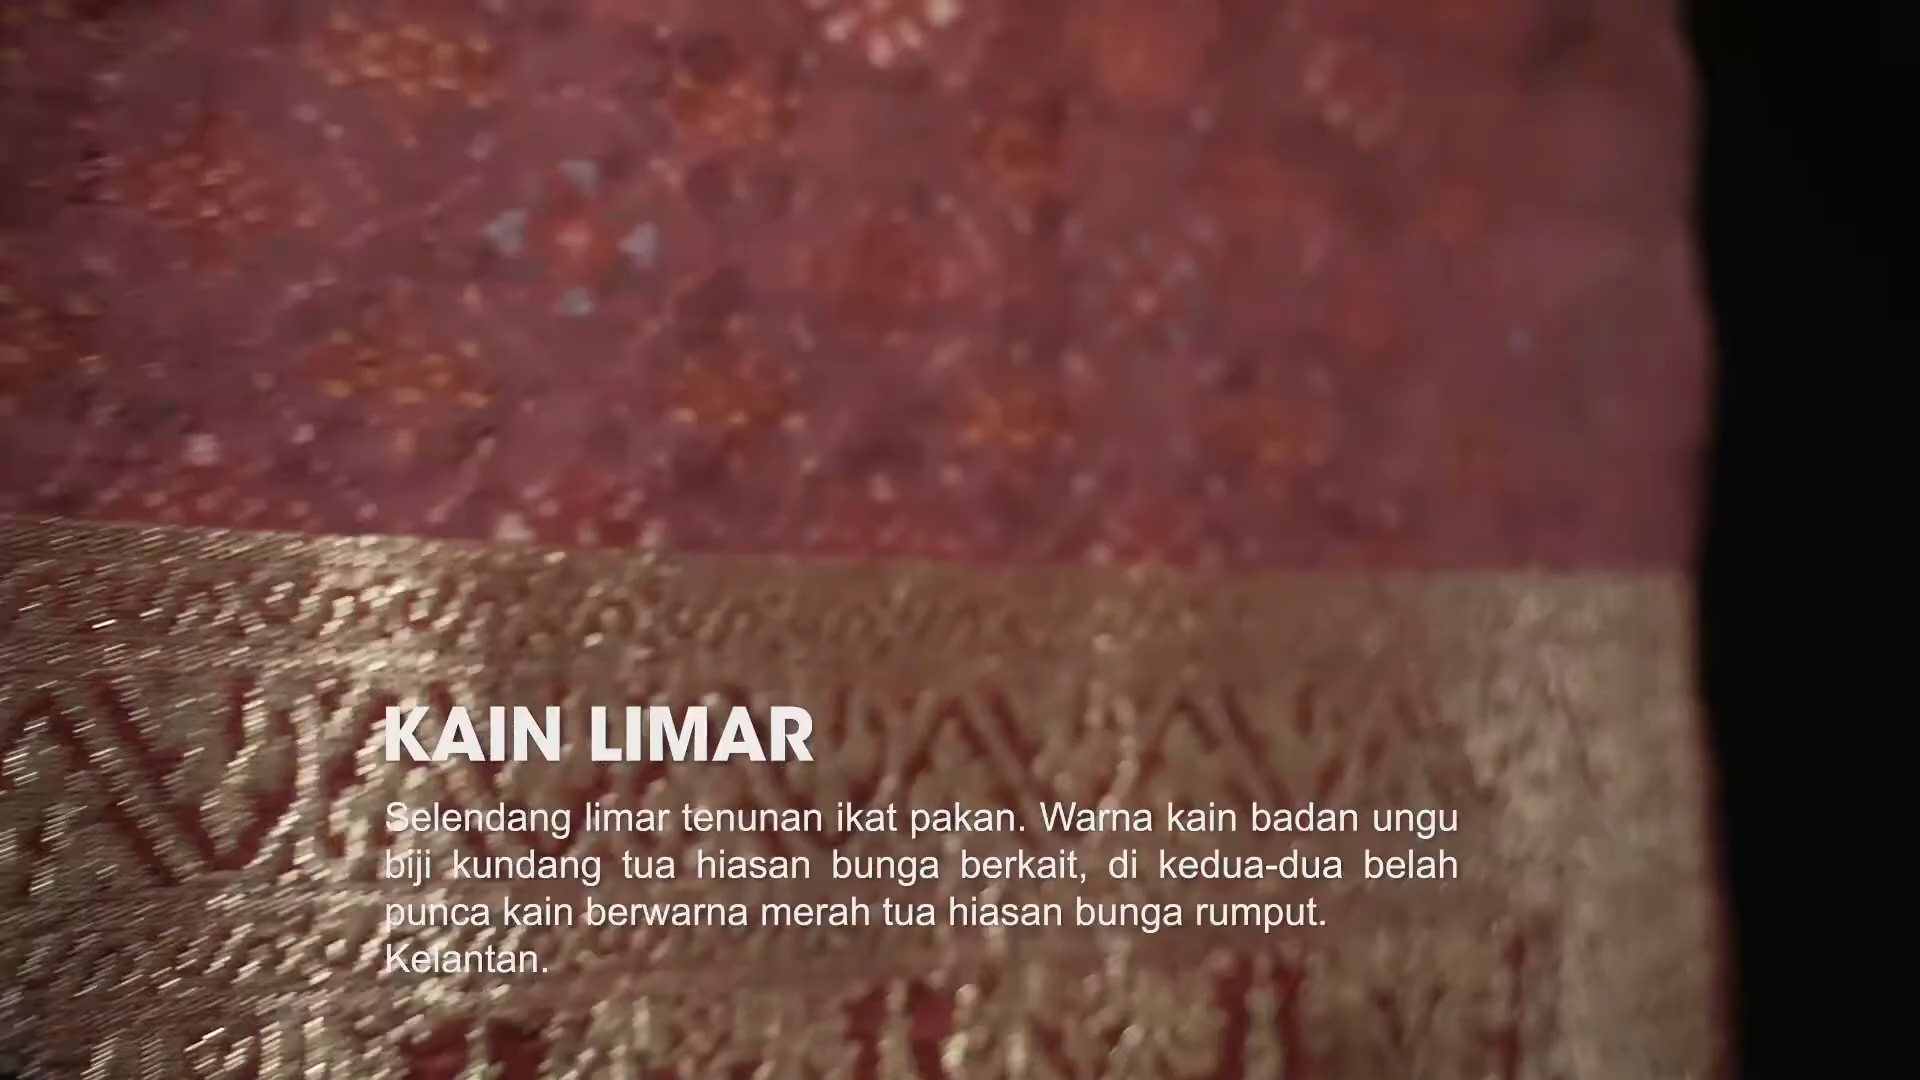 KAIN LIMAR
Selendang limar tenunan ikat pakan. Warna kain badan ungu
biji kundang tua hiasan bunga berkait, di kedua-dua belah
punca kain berwarna merah tua hiasan bunga rumput.
Kelantan.